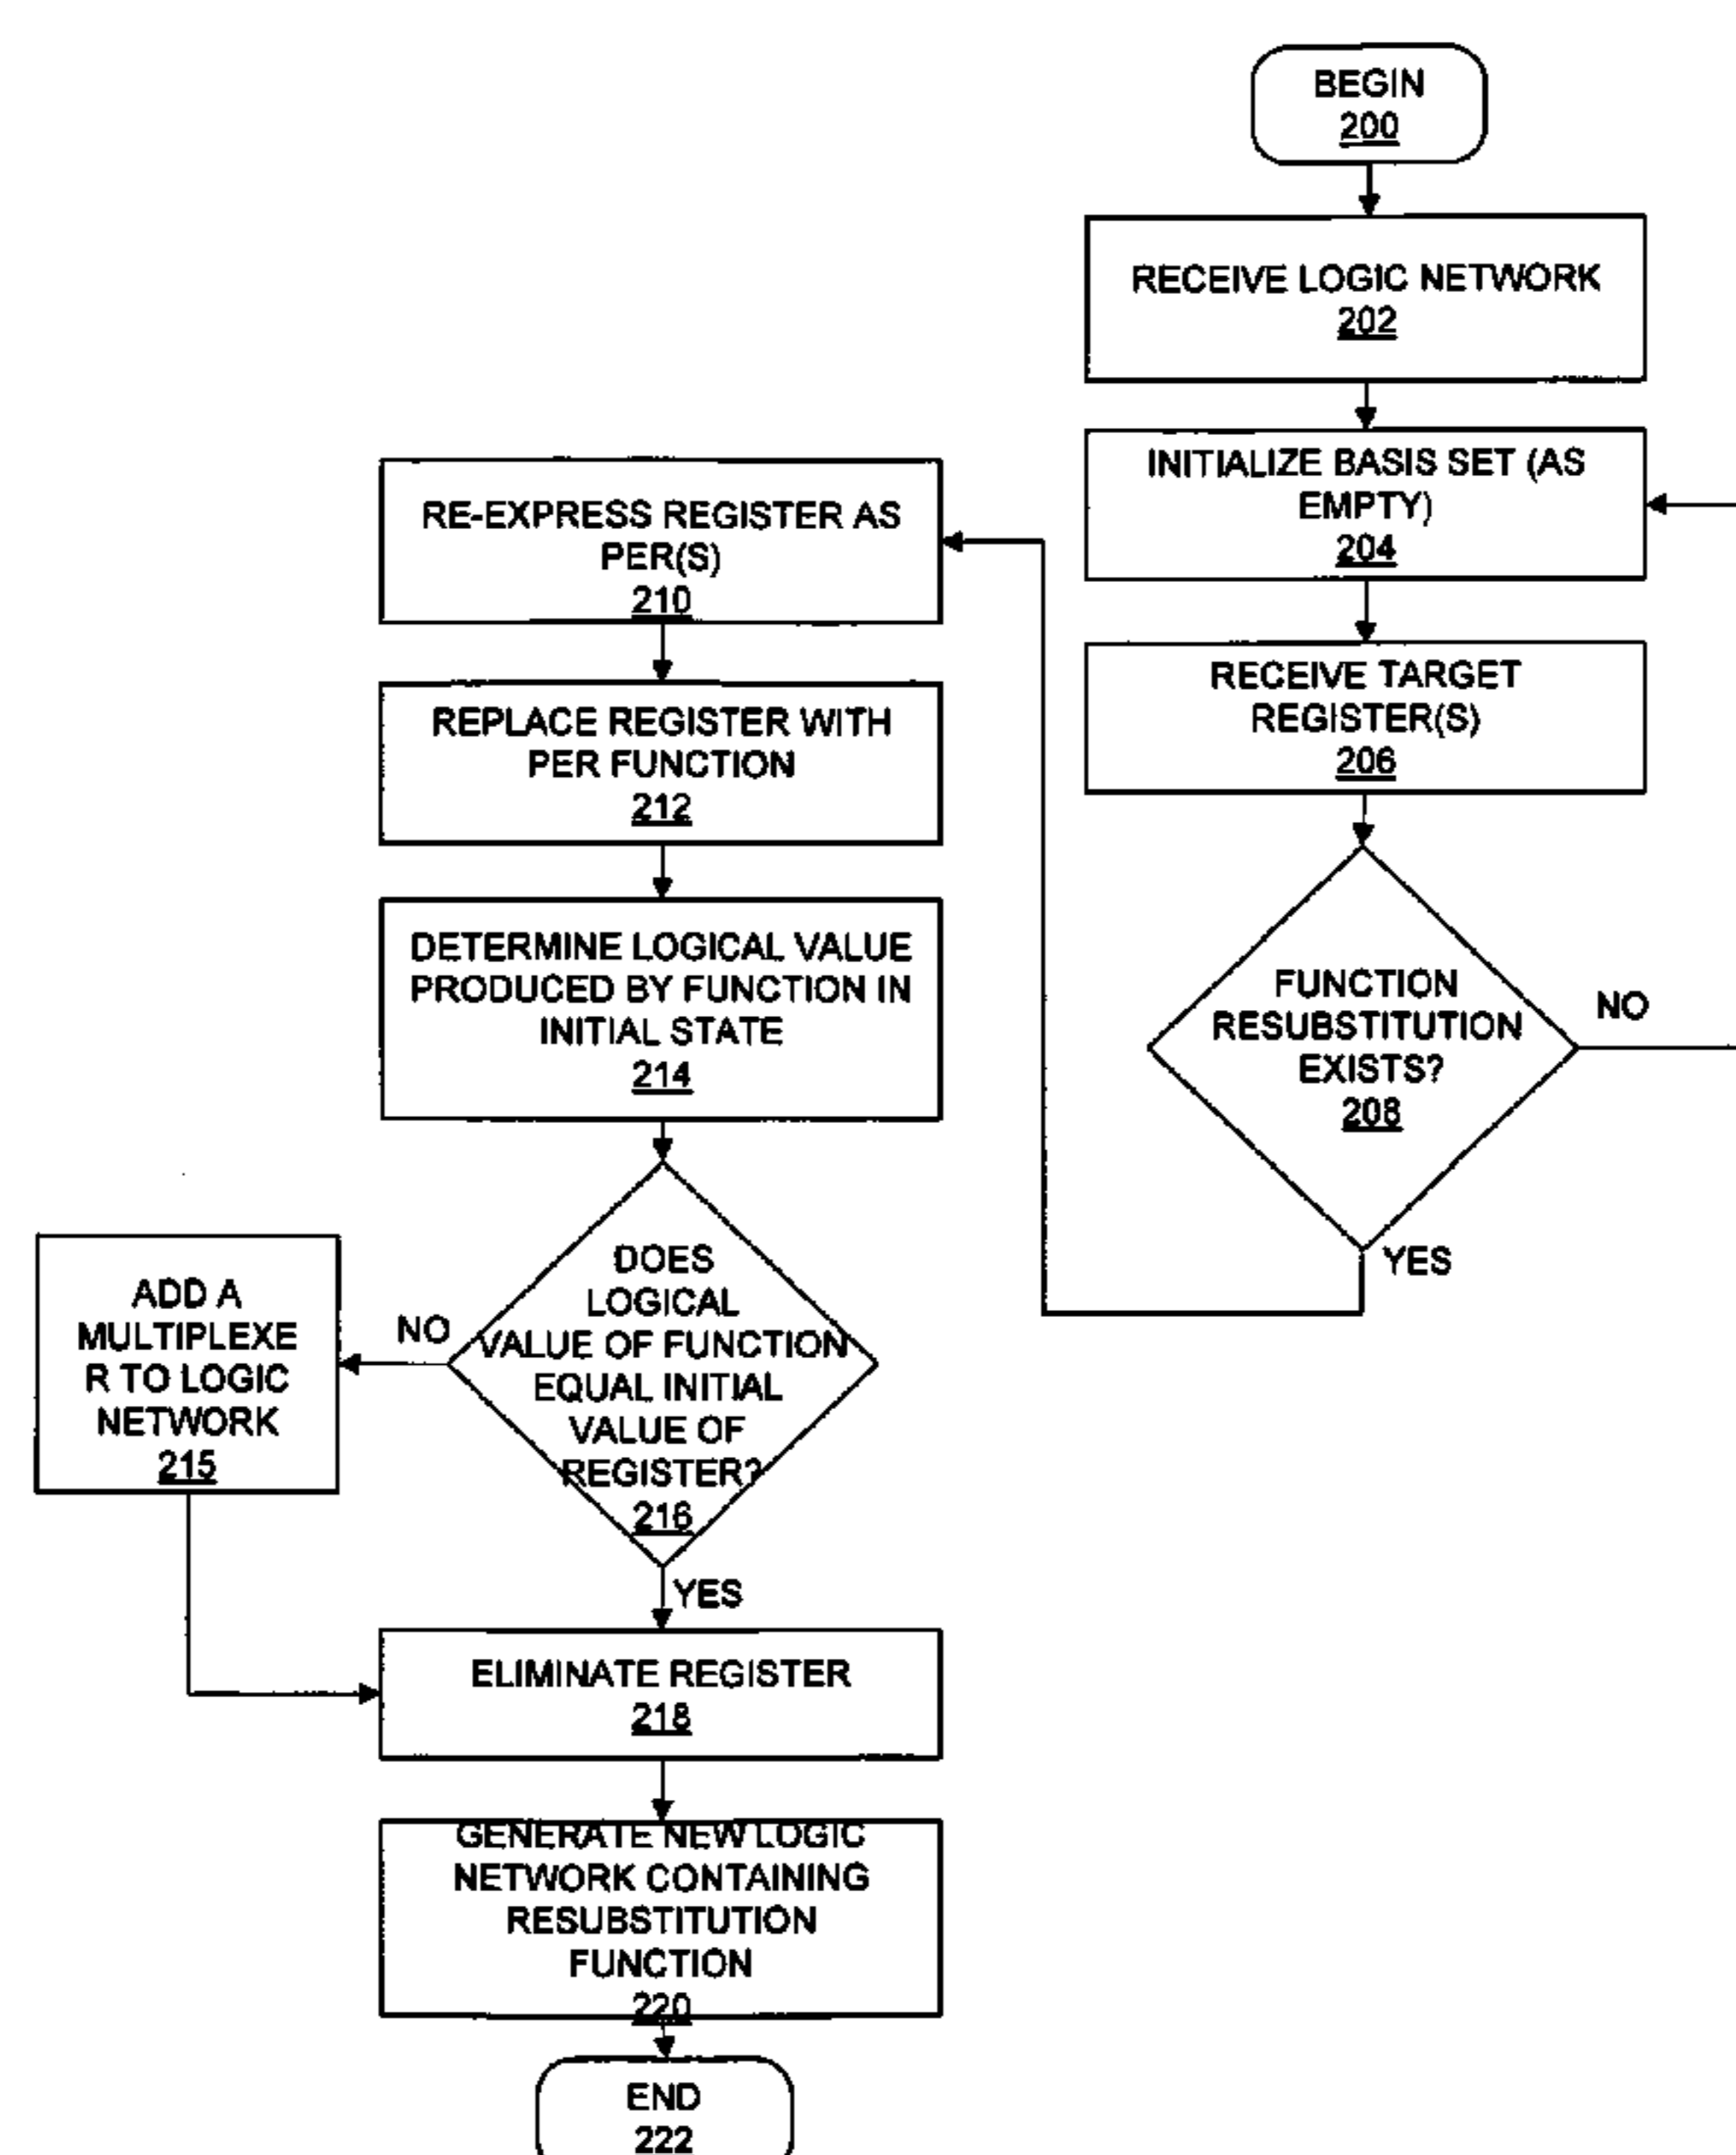 BEGIN
200
RECEIVE LOGIC NETWORK
202
INITIALIZE BASIS SET (AS
EMPTY)
204
RECEIVE TARGET
REGISTER(S)
206
FUNCTION
RESUBSTITUTION
EXISTS?
208
NO
YES
RE-EXPRESS REGISTER AS
PER(S)
210
REPLACE REGISTER WITH
PER FUNCTION
212
DETERMINE LOGICAL VALUE
PRODUCED BY FUNCTION IN
INITIAL STATE
214
DOES
LOGICAL
VALUE OF FUNCTION
EQUAL INITIAL
VALUE OF
REGISTER?
216
NO
ADD A
MULTIPLEXE
R TO LOGIC
NETWORK
215
YES
ELIMINATE REGISTER
218
GENERATE NEW LOGIC
NETWORK CONTAINING
RESUBSTITUTION
FUNCTION
220
END
222